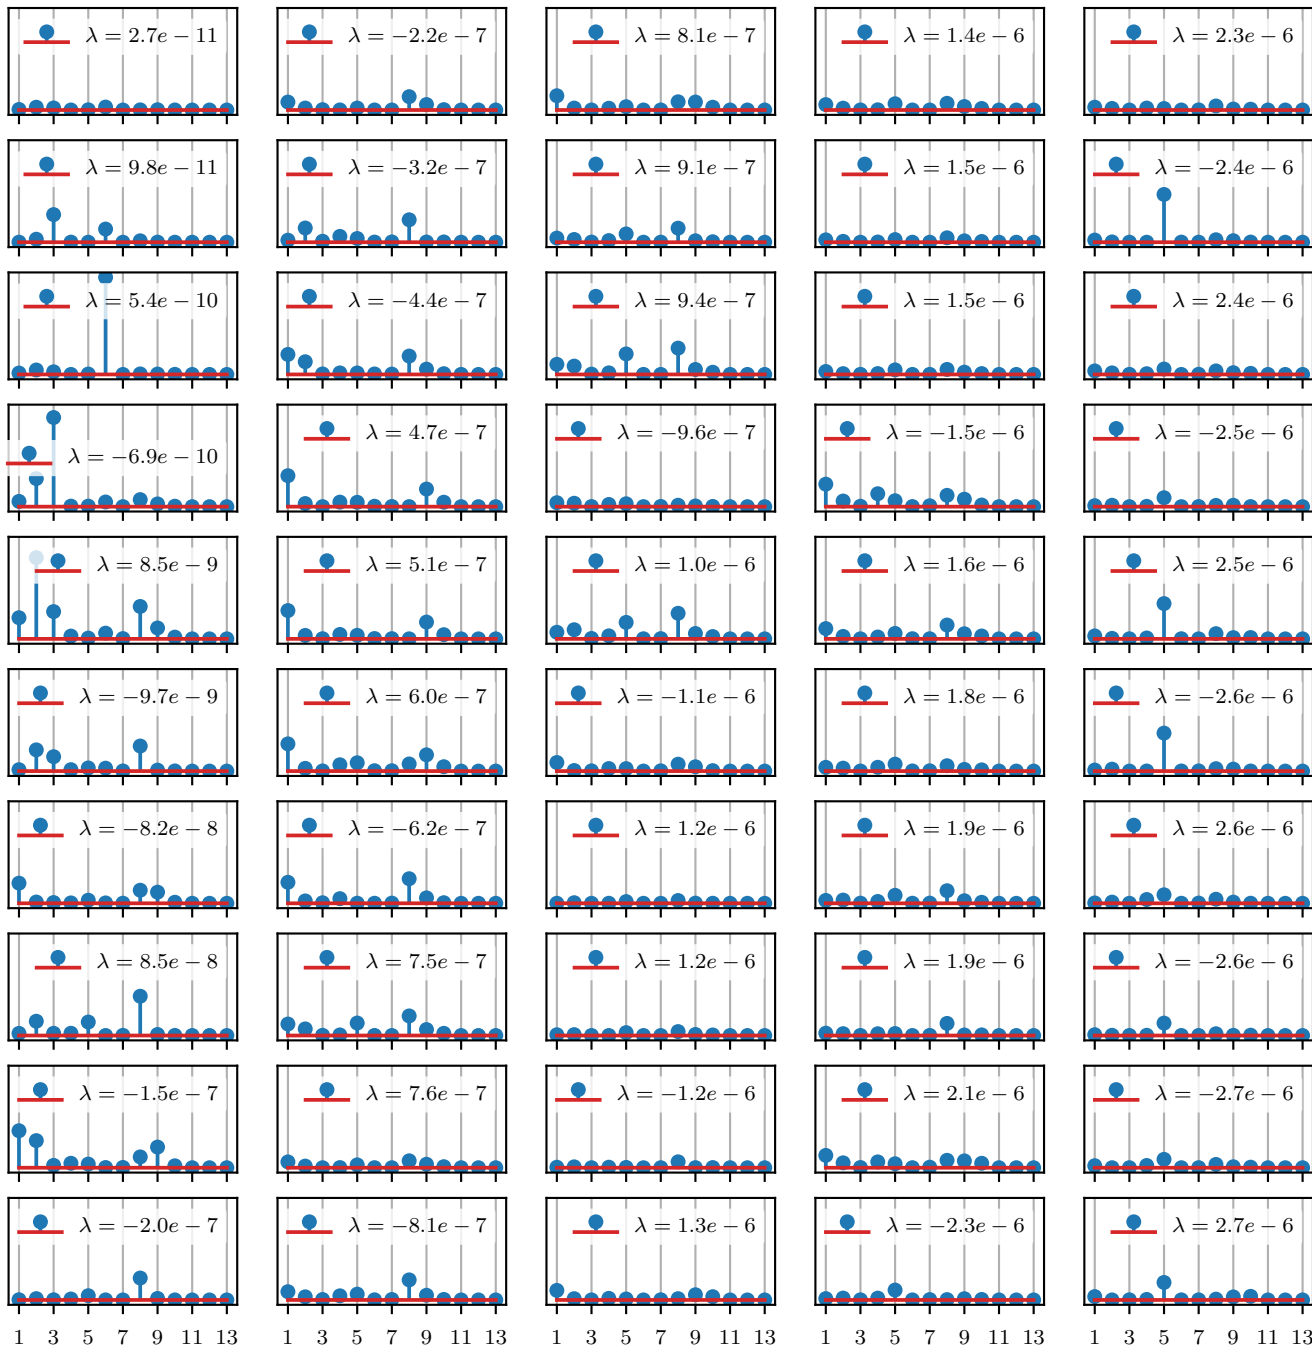 λ = 2.7e − 11 λ = −2.2e − 7 λ = 8.1e − 7 λ = 1.4e − 6 λ = 2.3e − 6
λ = 9.8e − 11 λ = −3.2e − 7 λ = 9.1e − 7 λ = 1.5e − 6 λ = −2.4e − 6
λ = 5.4e − 10 λ = −4.4e − 7 λ = 9.4e − 7 λ = 1.5e − 6 λ = 2.4e − 6
λ = −6.9e − 10 λ = 4.7e − 7 λ = −9.6e − 7 λ = −1.5e − 6 λ = −2.5e − 6
λ = 8.5e − 9 λ = 5.1e − 7 λ = 1.0e − 6 λ = 1.6e − 6 λ = 2.5e − 6
λ = −9.7e − 9 λ = 6.0e − 7 λ = −1.1e − 6 λ = 1.8e − 6 λ = −2.6e − 6
λ = −8.2e − 8 λ = −6.2e − 7 λ = 1.2e − 6 λ = 1.9e − 6 λ = 2.6e − 6
λ = 8.5e − 8 λ = 7.5e − 7 λ = 1.2e − 6 λ = 1.9e − 6 λ = −2.6e − 6
λ = −1.5e − 7 λ = 7.6e − 7 λ = −1.2e − 6 λ = 2.1e − 6 λ = −2.7e − 6
λ = −2.0e − 7 λ = −8.1e − 7 λ = 1.3e − 6 λ = −2.3e − 6 λ = 2.7e − 6
1 3 5 7 9 11 13 1 3 5 7 9 11 13 1 3 5 7 9 11 13 1 3 5 7 9 11 13 1 3 5 7 9 11 13